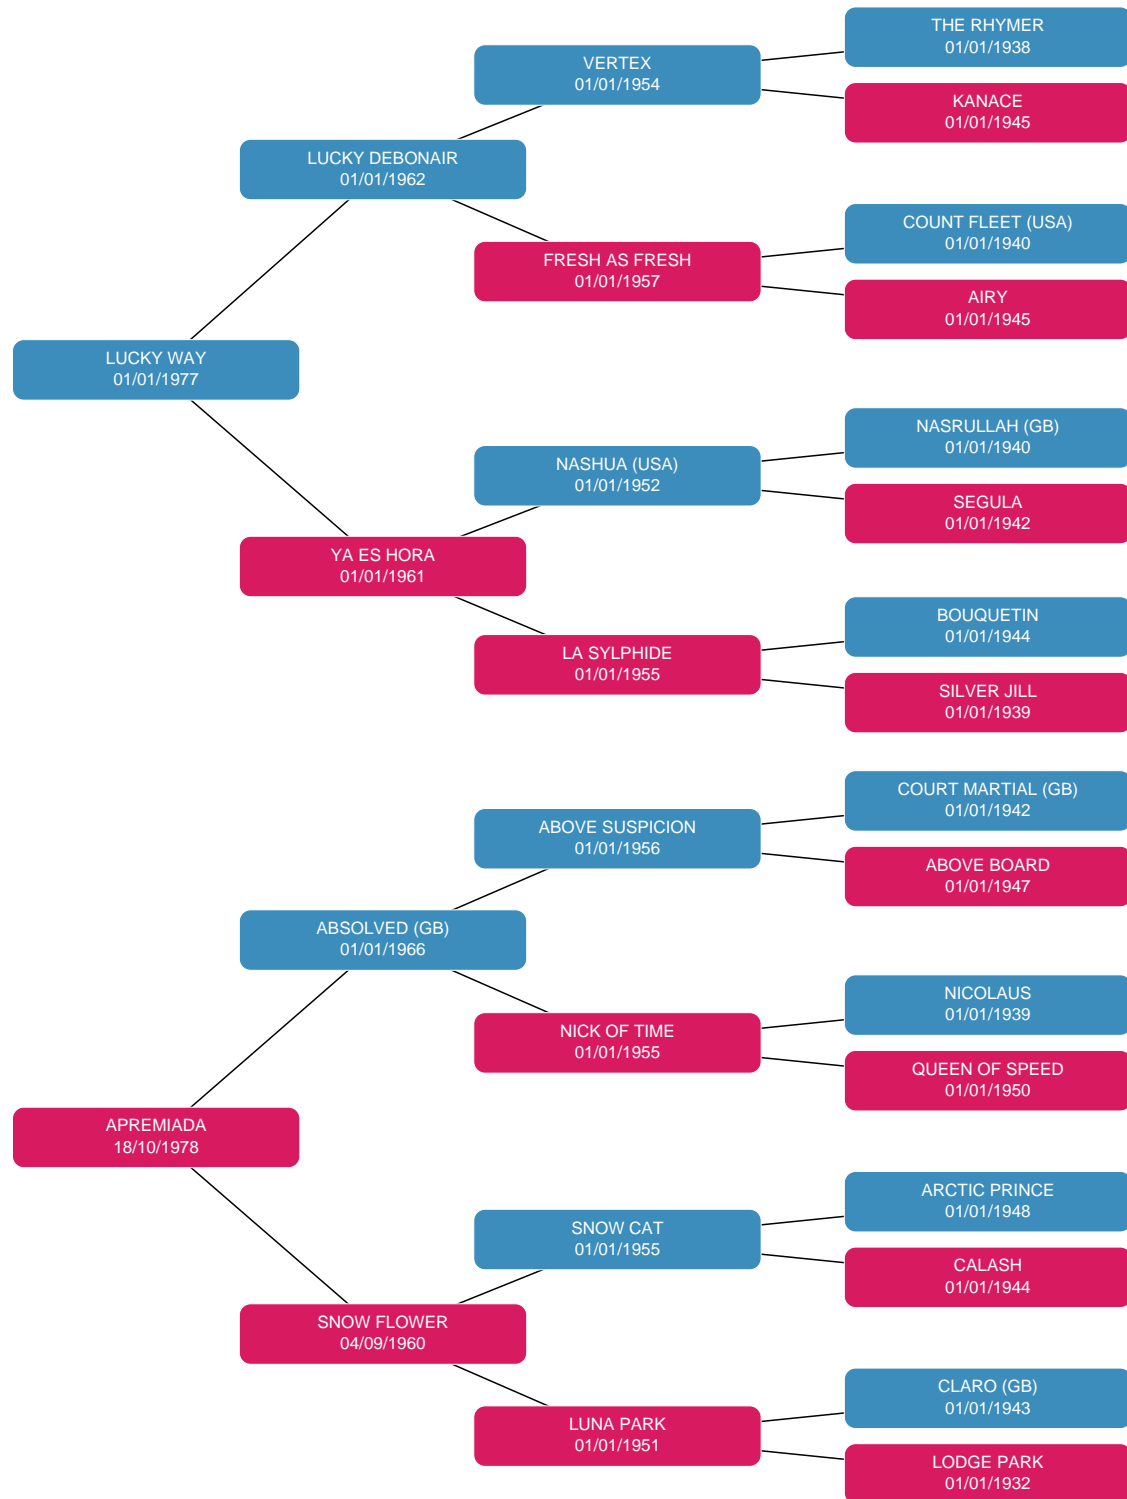 THE RHYMER
01/01/1938
VERTEX
01/01/1954
KANACE
01/01/1945
LUCKY DEBONAIR
01/01/1962
COUNT FLEET (USA)
01/01/1940
FRESH AS FRESH
01/01/1957
AIRY
01/01/1945
LUCKY WAY
01/01/1977
NASRULLAH (GB)
01/01/1940
NASHUA (USA)
01/01/1952
SEGULA
01/01/1942
YA ES HORA
01/01/1961
BOUQUETIN
01/01/1944
LA SYLPHIDE
01/01/1955
SILVER JILL
01/01/1939
COURT MARTIAL (GB)
01/01/1942
ABOVE SUSPICION
01/01/1956
ABOVE BOARD
01/01/1947
ABSOLVED (GB)
01/01/1966
NICOLAUS
01/01/1939
NICK OF TIME
01/01/1955
QUEEN OF SPEED
01/01/1950
APREMIADA
18/10/1978
ARCTIC PRINCE
01/01/1948
SNOW CAT
01/01/1955
CALASH
01/01/1944
SNOW FLOWER
04/09/1960
CLARO (GB)
01/01/1943
LUNA PARK
01/01/1951
LODGE PARK
01/01/1932